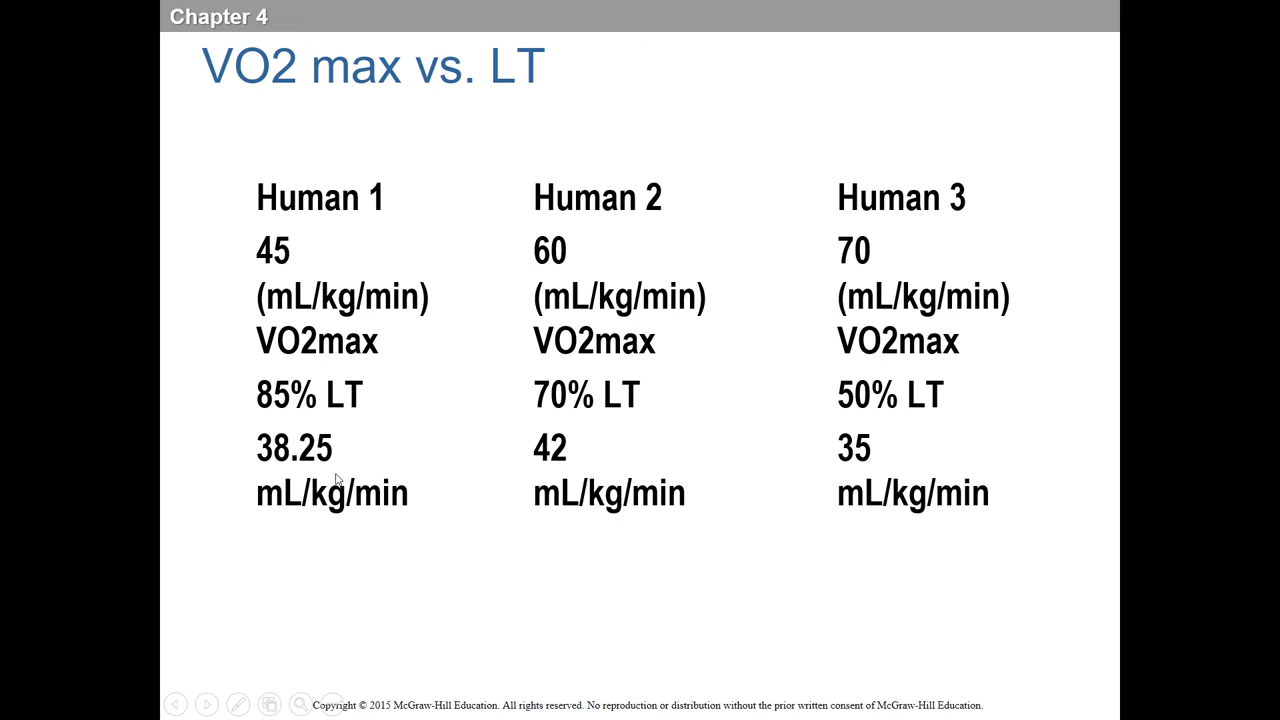 Chapter 4
VO2 max vs. LT
Human 1
45
(mL/kg/min)
VO2max
85% LT
38.25
mL/kg/min
Human 2
60
(mL/kg/min)
VO2max
70% LT
42
mL/kg/min
Human 3
70
(mL/kg/min)
VO2max
50% LT
35
mL/kg/min
Copyright © 2015 McGraw-Hill Education. All rights reserved. No reproduction or distribution without the prior written consent of McGraw-Hill Education.